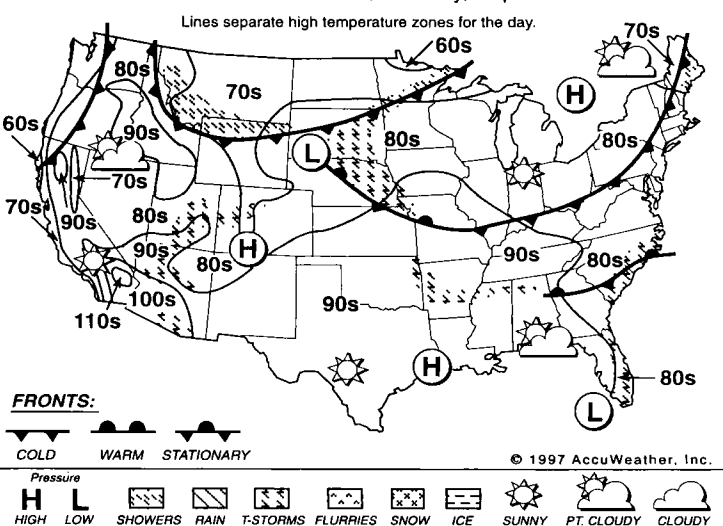 Lines separate high temperature zones for the day.
60s
70s
80s
70s
90s
80s
60s
L
H
80s
70s
70s
90s
80s
90s
80s
H
90s
80s
100s
110s
90s
H
80s
L
FRONTS:
COLD WARM STATIONARY
© 1997 AccuWeather, Inc.
Pressure
H L
HIGH LOW SHOWERS RAIN T-STORMS FLURRIES SNOW ICE SUNNY PT. CLOUDY CLOUDY